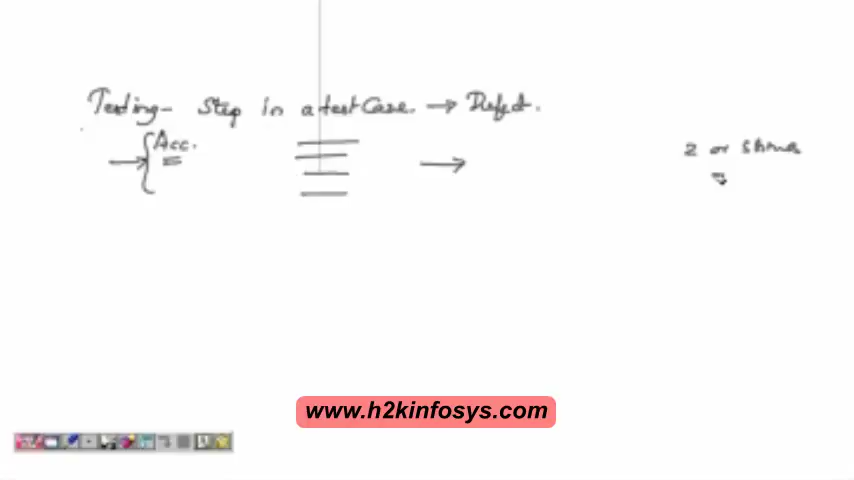 Testing- Step in a test Case. → Defect.
→ { Acc. →
2 or 3 times
www.h2kinfosys.com